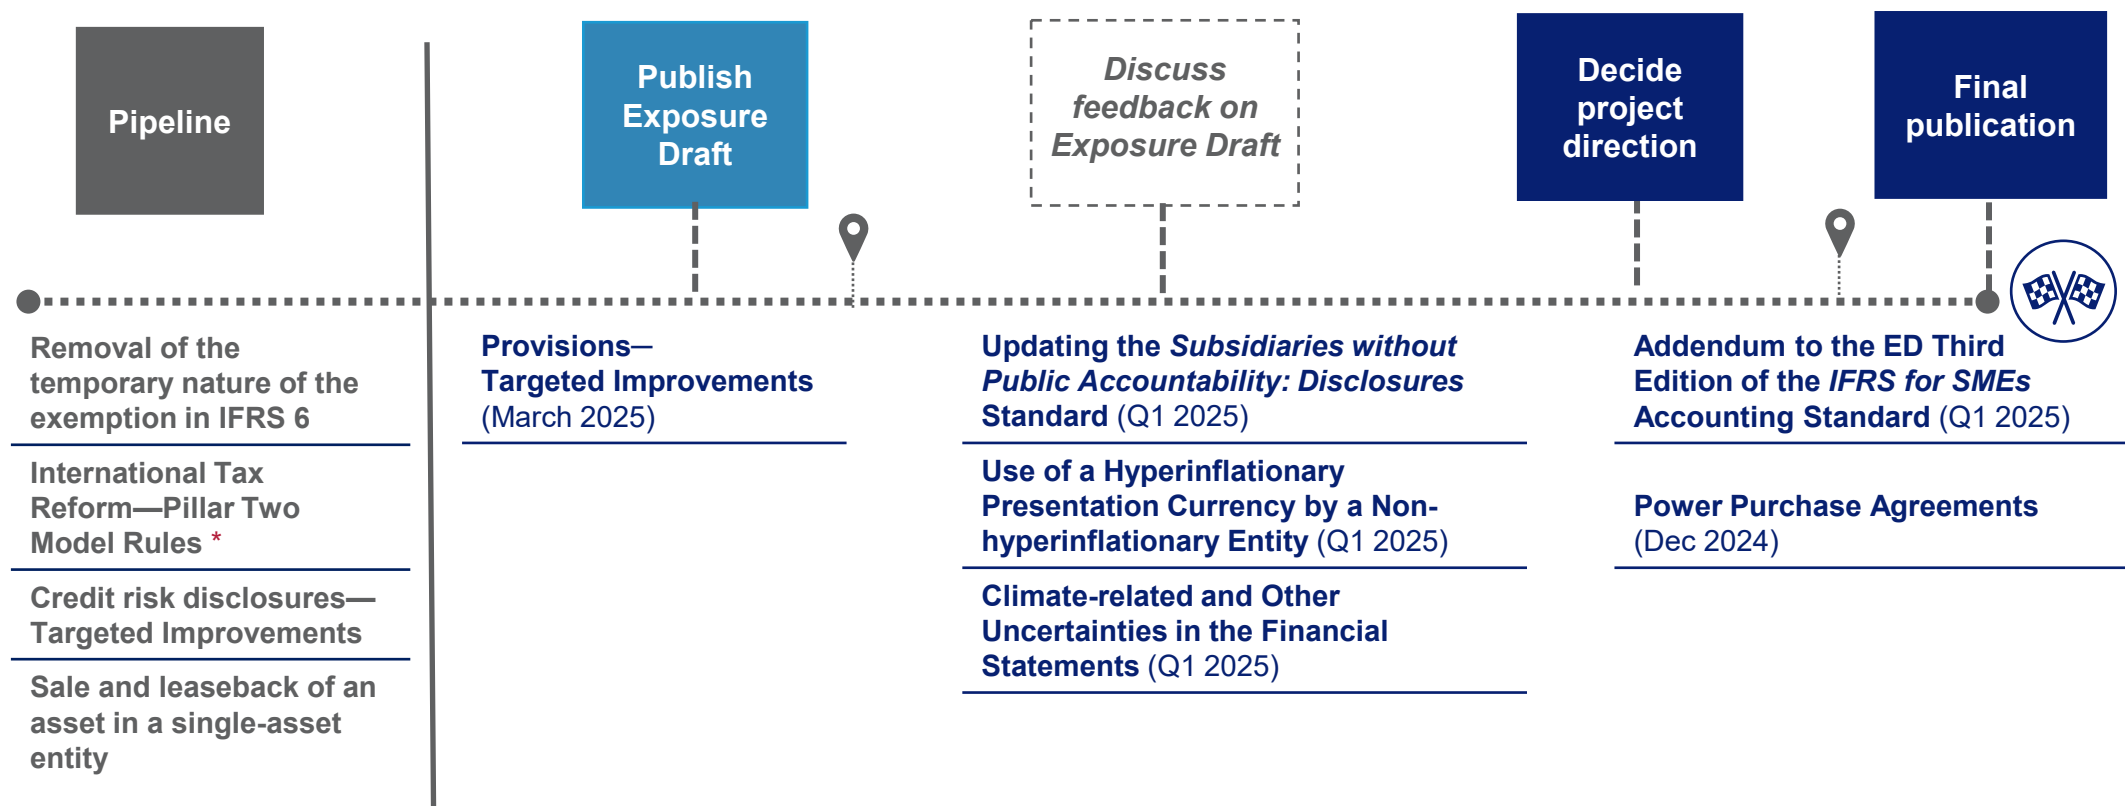 Pipeline
Publish
Exposure
Draft
Discuss
feedback on
Exposure Draft
Decide
project
direction
Final
publication
Removal of the
temporary nature of the
exemption in IFRS 6
International Tax
Reform—Pillar Two
Model Rules *
Credit risk disclosures—
Targeted Improvements
Sale and leaseback of an
asset in a single-asset
entity
Provisions—
Targeted Improvements
(March 2025)
Updating the Subsidiaries without
Public Accountability: Disclosures
Standard (Q1 2025)
Use of a Hyperinflationary
Presentation Currency by a Non-
hyperinflationary Entity (Q1 2025)
Climate-related and Other
Uncertainties in the Financial
Statements (Q1 2025)
Addendum to the ED Third
Edition of the IFRS for SMEs
Accounting Standard (Q1 2025)
Power Purchase Agreements
(Dec 2024)